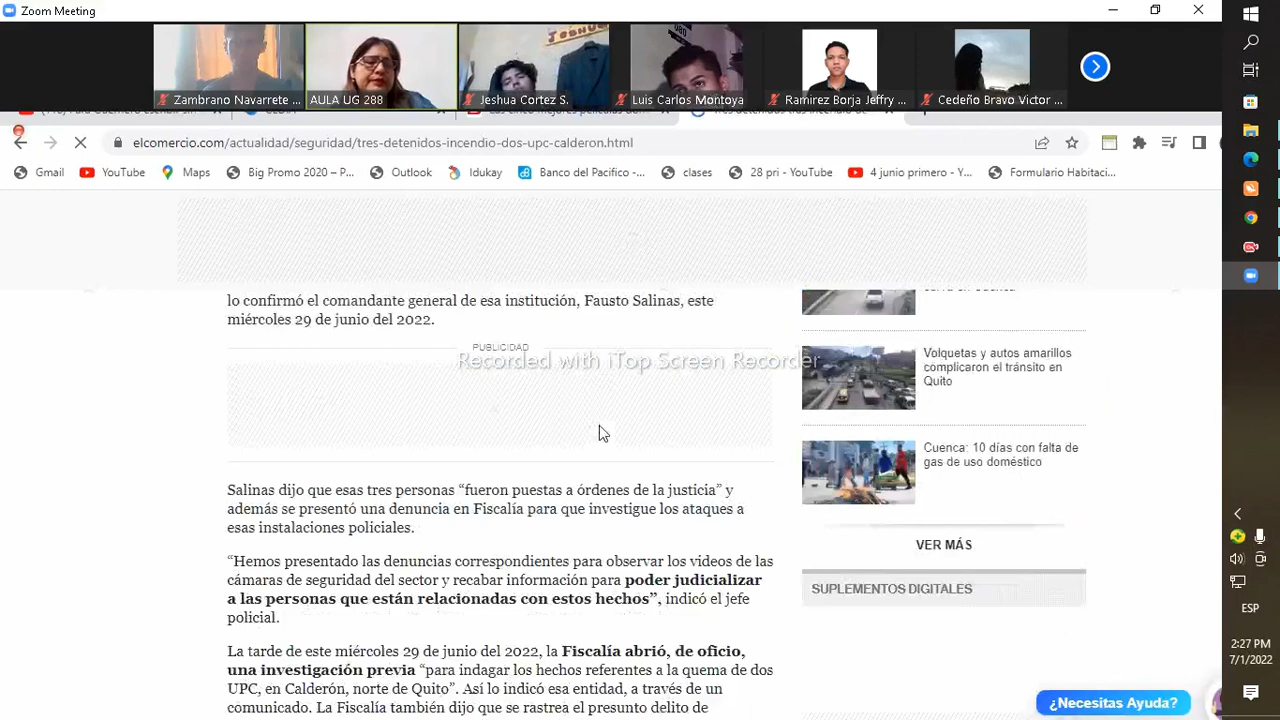 Zoom Meeting
Zambrano Navarrete ...
AULA UG 288
Jeshua Cortez S.
Luis Carlos Montoya
Ramirez Borja Jeffry ...
Cedeño Bravo Victor ...
elcomercio.com/actualidad/seguridad/tres-detenidos-incendio-dos-upc-calderon.html
Gmail
YouTube
Maps
Big Promo 2020 – P...
Outlook
Idukay
Banco del Pacifico -...
clases
28 pri - YouTube
4 junio primero - Y...
Formulario Habitaci...
lo confirmó el comandante general de esa institución, Fausto Salinas, este
miércoles 29 de junio del 2022.
PUBLICIDAD
Recorded with iTop Screen Recorder
Salinas dijo que esas tres personas “fueron puestas a órdenes de la justicia” y
además se presentó una denuncia en Fiscalía para que investigue los ataques a
esas instalaciones policiales.
“Hemos presentado las denuncias correspondientes para observar los videos de las
cámaras de seguridad del sector y recabar información para poder judicializar
a las personas que están relacionadas con estos hechos”, indicó el jefe
policial.
La tarde de este miércoles 29 de junio del 2022, la Fiscalía abrió, de oficio,
una investigación previa “para indagar los hechos referentes a la quema de dos
UPC, en Calderón, norte de Quito”. Así lo indicó esa entidad, a través de un
comunicado. La Fiscalía también dijo que se rastrea el presunto delito de
Volquetas y autos amarillos
complicaron el tránsito en
Quito
Cuenca: 10 días con falta de
gas de uso doméstico
VER MÁS
SUPLEMENTOS DIGITALES
¿Necesitas Ayuda?
ESP
2:27 PM
7/1/2022